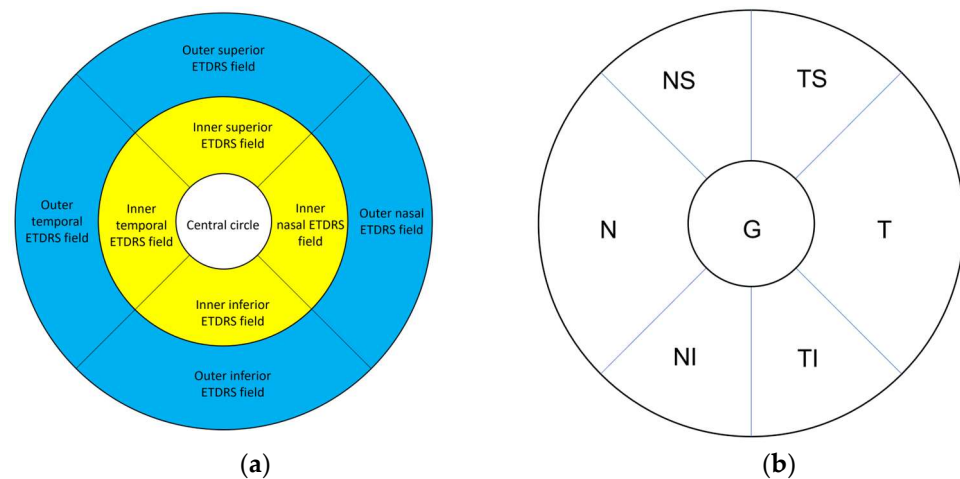 Outer superior
ETDRS field
Inner superior
ETDRS field
Outer
temporal
ETDRS field
Inner
temporal
ETDRS field
Central circle
Inner
nasal ETDRS
field
Outer nasal
ETDRS field
Inner inferior
ETDRS field
Outer inferior
ETDRS field
(a)
NS
TS
N
G
T
NI
TI
(b)